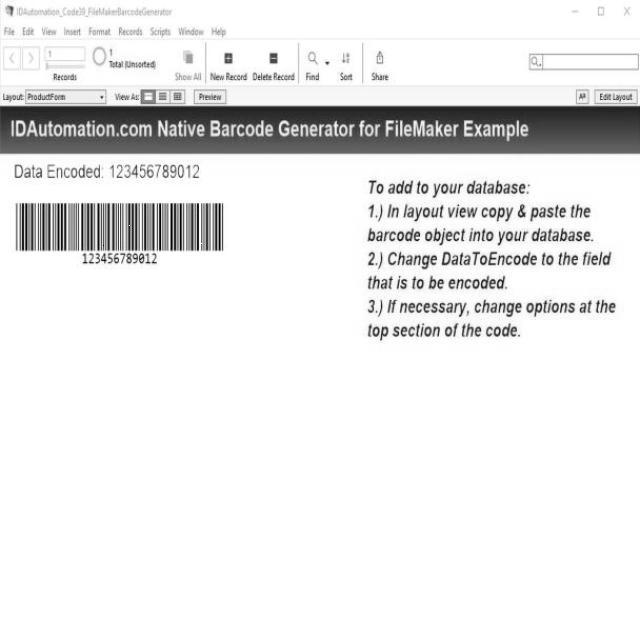 IDAutomation_Code39_FileMakerBarcodeGenerator
File Edit View Insert Format Records Scripts Window Help
1
1
Total (Unsorted)
Records
Show All New Record Delete Record Find Sort Share
Layout: ProductForm View As: Preview Aª Edit Layout
IDAutomation.com Native Barcode Generator for FileMaker Example
Data Encoded: 123456789012
123456789012
To add to your database:
1.) In layout view copy & paste the
barcode object into your database.
2.) Change DataToEncode to the field
that is to be encoded.
3.) If necessary, change options at the
top section of the code.